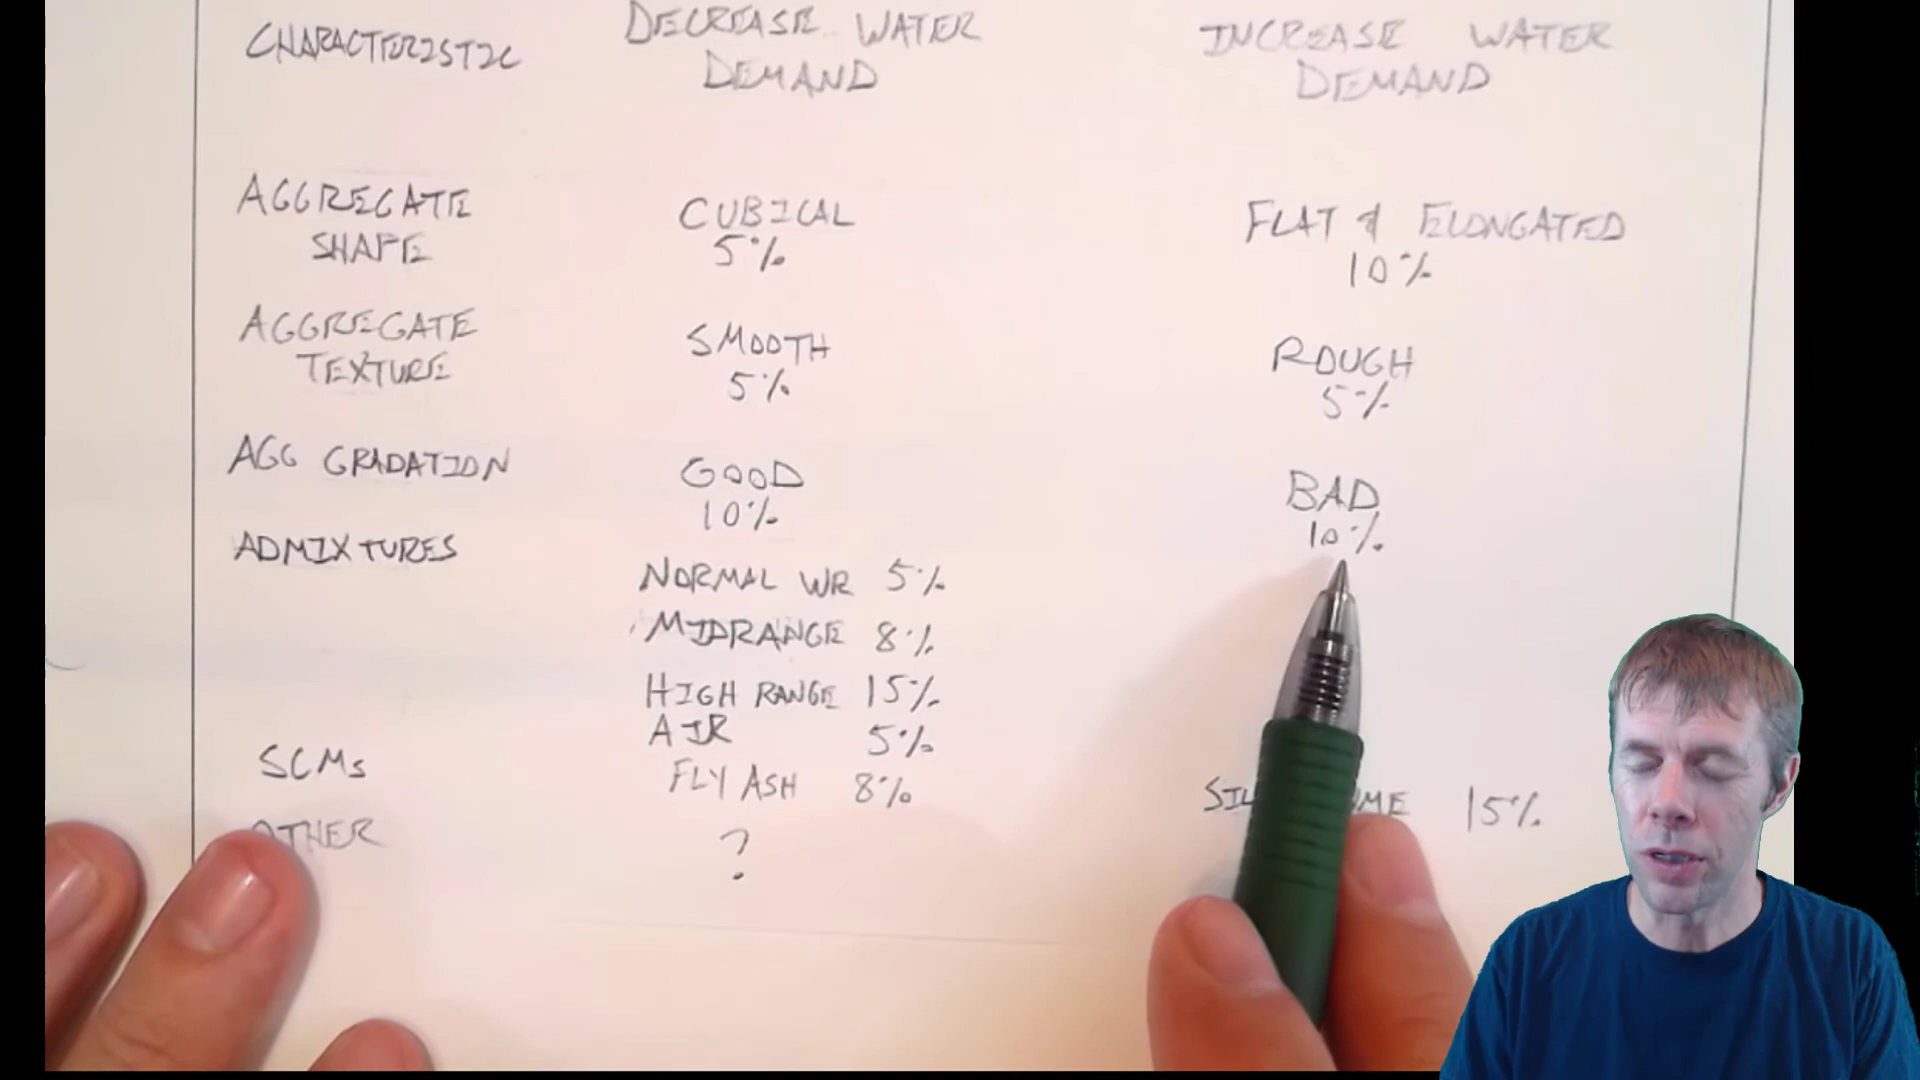 CHARACTERISTIC
DECREASE WATER
DEMAND
INCREASE WATER
DEMAND
AGGREGATE
SHAPE
CUBICAL
5%
FLAT & ELONGATED
10%
AGGREGATE
TEXTURE
SMOOTH
5%
ROUGH
5%
AGG GRADATION
GOOD
10%
BAD
10%
ADMIXTURES
NORMAL WR 5%
MIDRANGE 8%
HIGH RANGE 15%
AIR 5%
SCMs
FLY ASH 8%
15%
OTHER
?